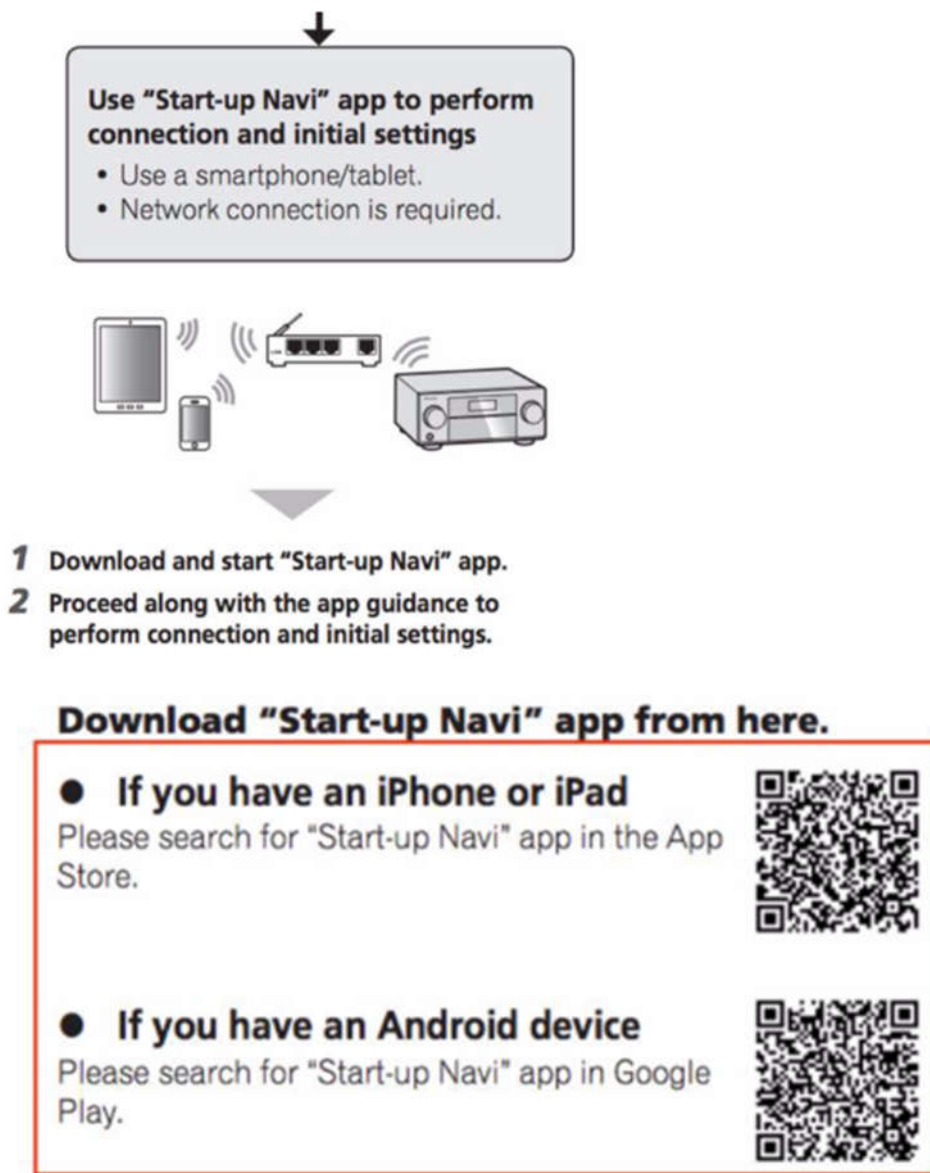 Use "Start-up Navi" app to perform
connection and initial settings
• Use a smartphone/tablet.
• Network connection is required.
1 Download and start "Start-up Navi" app.
2 Proceed along with the app guidance to
perform connection and initial settings.
Download "Start-up Navi" app from here.
● If you have an iPhone or iPad
Please search for "Start-up Navi" app in the App
Store.
● If you have an Android device
Please search for "Start-up Navi" app in Google
Play.